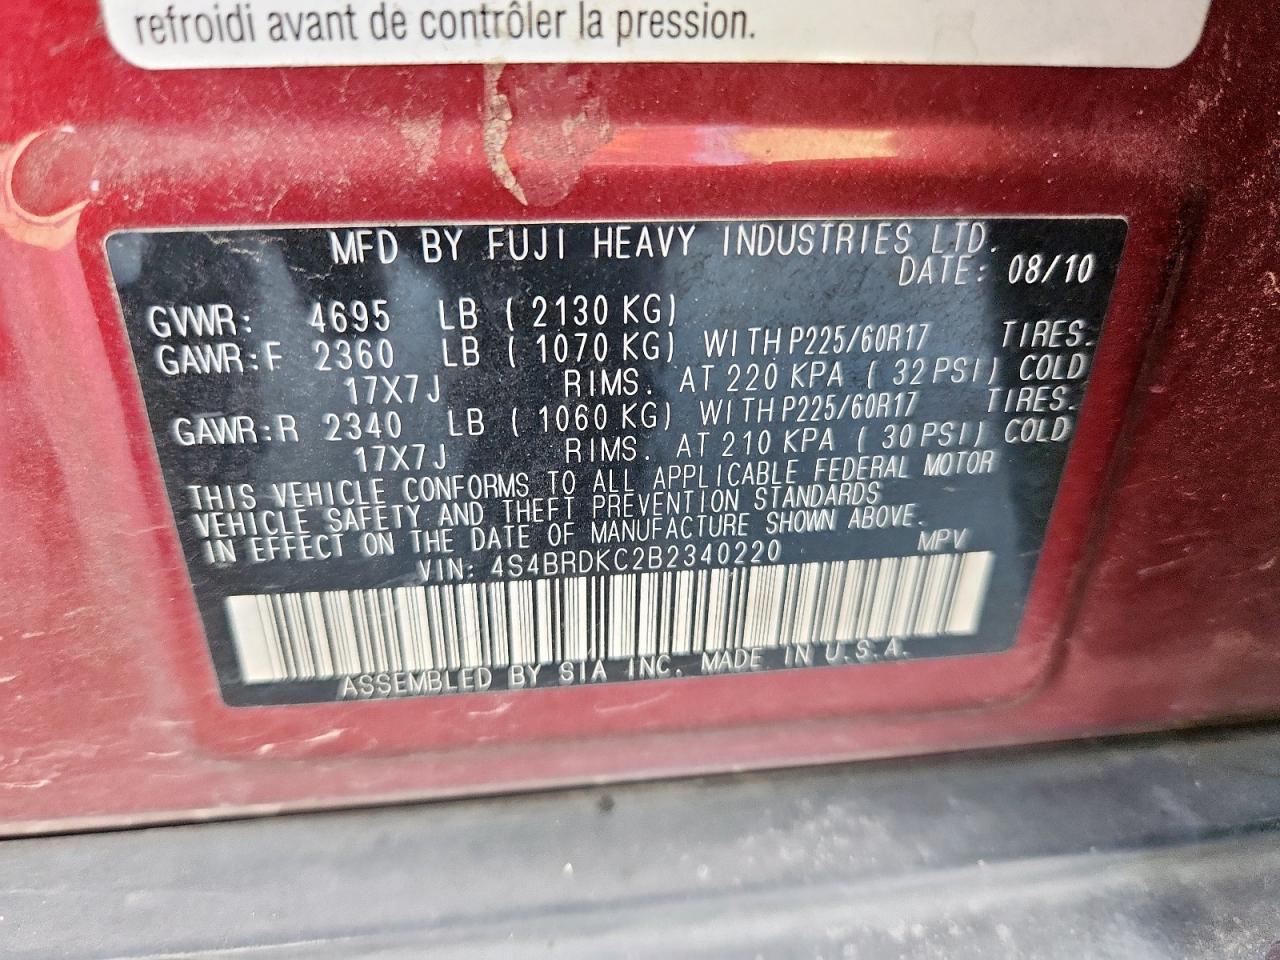 refroidi avant de contrôler la pression.
MFD BY FUJI HEAVY INDUSTRIES LTD.
DATE: 08/10
GVWR: 4695 LB ( 2130 KG)
GAWR:F 2360 LB ( 1070 KG) WITH P225/60R17 TIRES.
17X7J RIMS. AT 220 KPA ( 32 PSI) COLD
GAWR:R 2340 LB ( 1060 KG) WITH P225/60R17 TIRES.
17X7J RIMS. AT 210 KPA ( 30 PSI) COLD
THIS VEHICLE CONFORMS TO ALL APPLICABLE FEDERAL MOTOR
VEHICLE SAFETY AND THEFT PREVENTION STANDARDS
IN EFFECT ON THE DATE OF MANUFACTURE SHOWN ABOVE.
VIN: 4S4BRDKC2B2340220 MPV
ASSEMBLED BY SIA INC. MADE IN U.S.A.